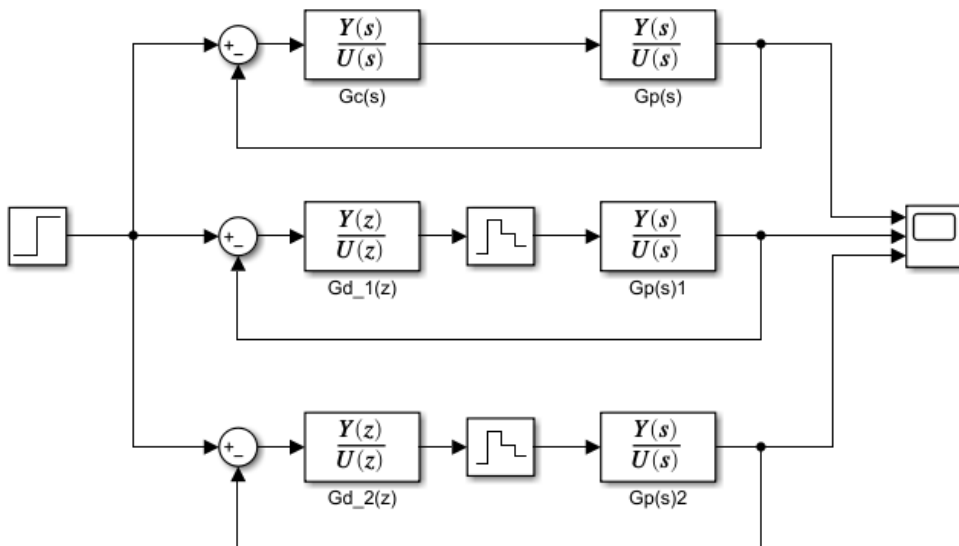 +
−
Y(s)
U(s)
Gc(s)
Y(s)
U(s)
Gp(s)
+
−
Y(z)
U(z)
Gd_1(z)
Y(s)
U(s)
Gp(s)1
+
−
Y(z)
U(z)
Gd_2(z)
Y(s)
U(s)
Gp(s)2